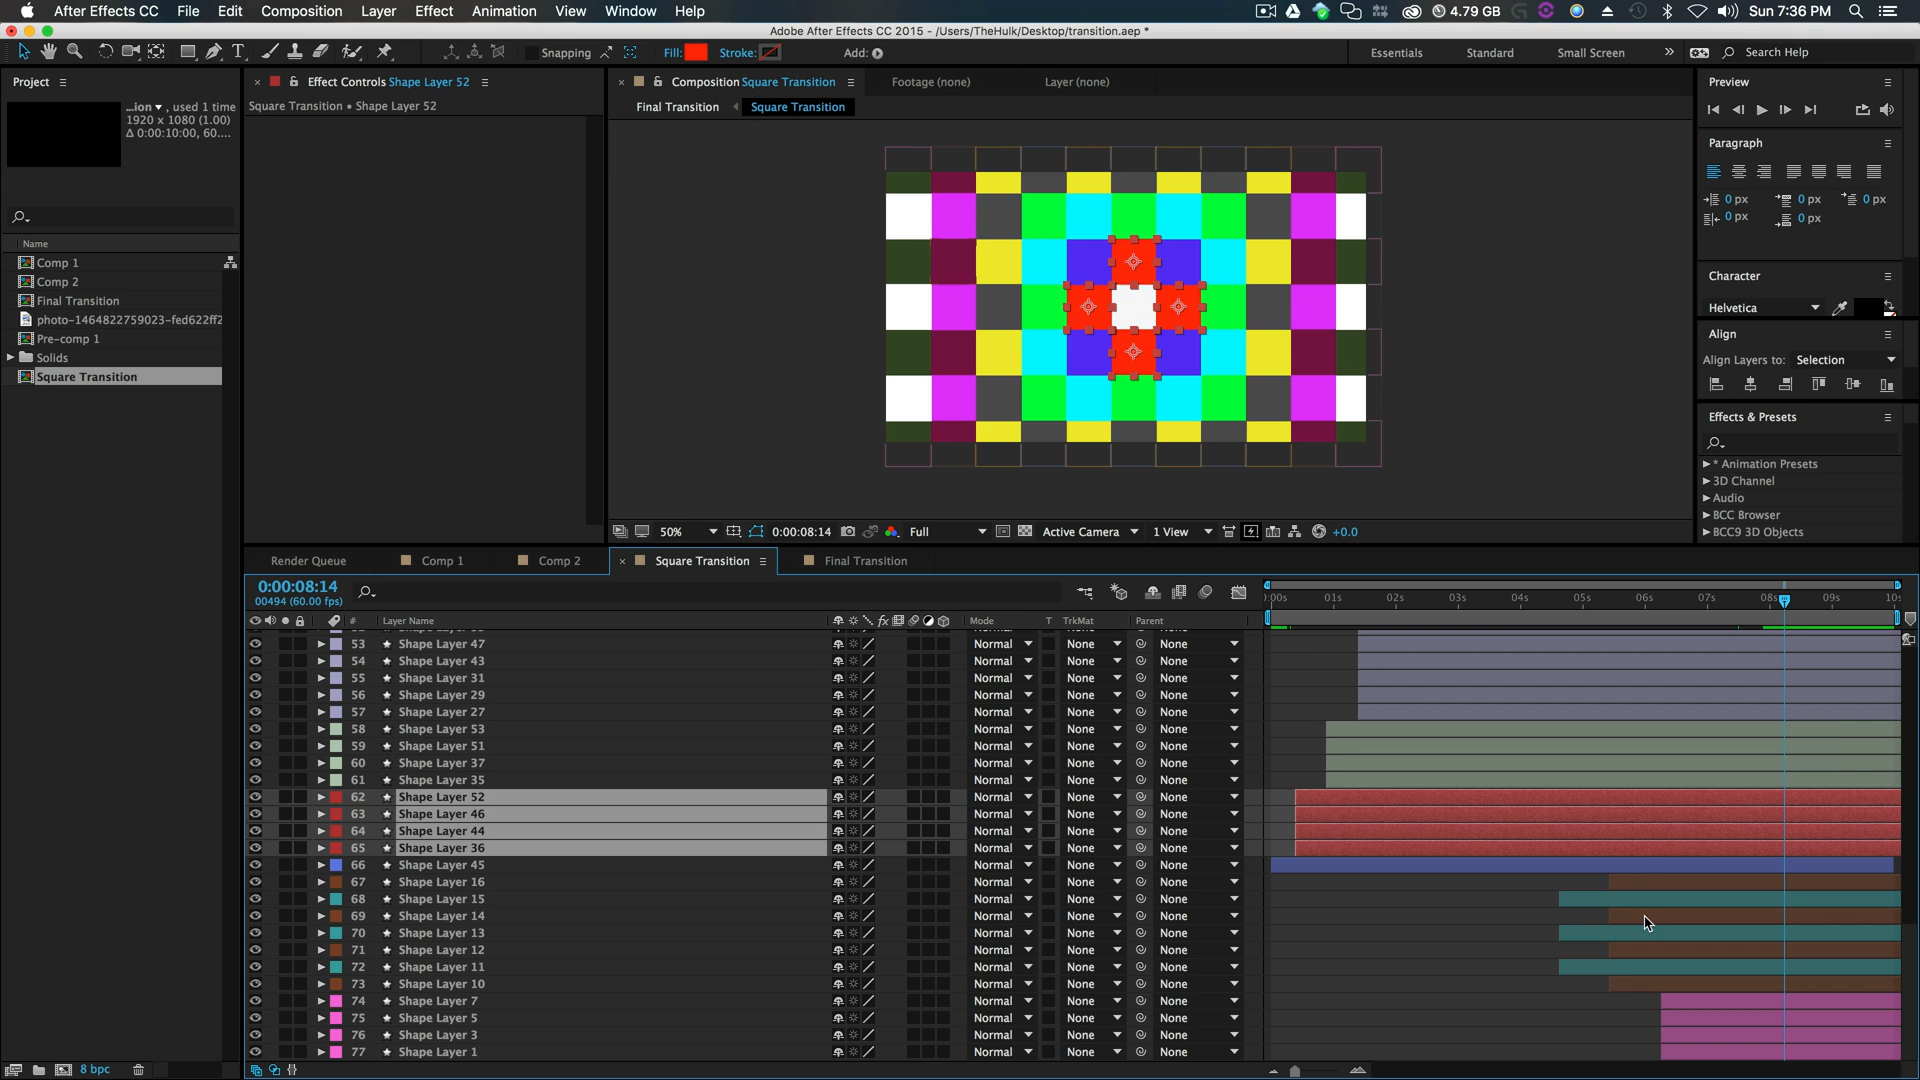 After Effects CC File Edit Composition Layer Effect Animation View Window Help 4.79 GB Sun 7:36 PM
Adobe After Effects CC 2015 - /Users/TheHulk/Desktop/transition.aep *
Snapping Fill: Stroke: Add: Essentials Standard Small Screen » Search Help
Project
...ion ▾ , used 1 time
1920 x 1080 (1.00)
Δ 0:00:10:00, 60....
Name
Comp 1
Comp 2
Final Transition
photo-1464822759023-fed622ff2
Pre-comp 1
Solids
Square Transition
8 bpc
Effect Controls Shape Layer 52
Square Transition • Shape Layer 52
Composition Square Transition Footage (none) Layer (none)
Final Transition Square Transition
50% 0:00:08:14 Full Active Camera 1 View +0.0
Preview
Paragraph
0 px 0 px 0 px
0 px 0 px
Character
Helvetica
Align
Align Layers to: Selection
Effects & Presets
* Animation Presets
3D Channel
Audio
BCC Browser
BCC9 3D Objects
Render Queue Comp 1 Comp 2 Square Transition Final Transition
0:00:08:14
00494 (60.00 fps)
:00s 01s 02s 03s 04s 05s 06s 07s 08s 09s 10s
# Layer Name fx Mode T TrkMat Parent
53 Shape Layer 47 Normal None None
54 Shape Layer 43 Normal None None
55 Shape Layer 31 Normal None None
56 Shape Layer 29 Normal None None
57 Shape Layer 27 Normal None None
58 Shape Layer 53 Normal None None
59 Shape Layer 51 Normal None None
60 Shape Layer 37 Normal None None
61 Shape Layer 35 Normal None None
62 Shape Layer 52 Normal None None
63 Shape Layer 46 Normal None None
64 Shape Layer 44 Normal None None
65 Shape Layer 36 Normal None None
66 Shape Layer 45 Normal None None
67 Shape Layer 16 Normal None None
68 Shape Layer 15 Normal None None
69 Shape Layer 14 Normal None None
70 Shape Layer 13 Normal None None
71 Shape Layer 12 Normal None None
72 Shape Layer 11 Normal None None
73 Shape Layer 10 Normal None None
74 Shape Layer 7 Normal None None
75 Shape Layer 5 Normal None None
76 Shape Layer 3 Normal None None
77 Shape Layer 1 Normal None None